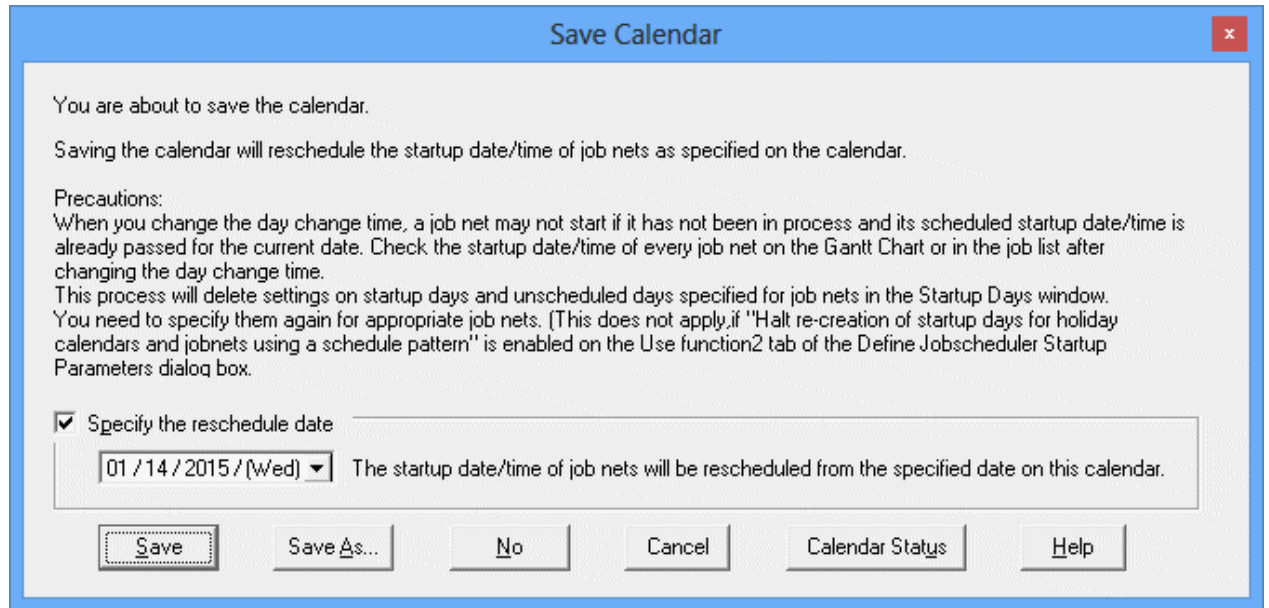 Save Calendar
x
You are about to save the calendar.
Saving the calendar will reschedule the startup date/time of job nets as specified on the calendar.
Precautions:
When you change the day change time, a job net may not start if it has not been in process and its scheduled startup date/time is
already passed for the current date. Check the startup date/time of every job net on the Gantt Chart or in the job list after
changing the day change time.
This process will delete settings on startup days and unscheduled days specified for job nets in the Startup Days window.
You need to specify them again for appropriate job nets. (This does not apply,if "Halt re-creation of startup days for holiday
calendars and jobnets using a schedule pattern" is enabled on the Use function2 tab of the Define Jobscheduler Startup
Parameters dialog box.
Specify the reschedule date
01 / 14 / 2015 / (Wed) The startup date/time of job nets will be rescheduled from the specified date on this calendar.
Save Save As... No Cancel Calendar Status Help